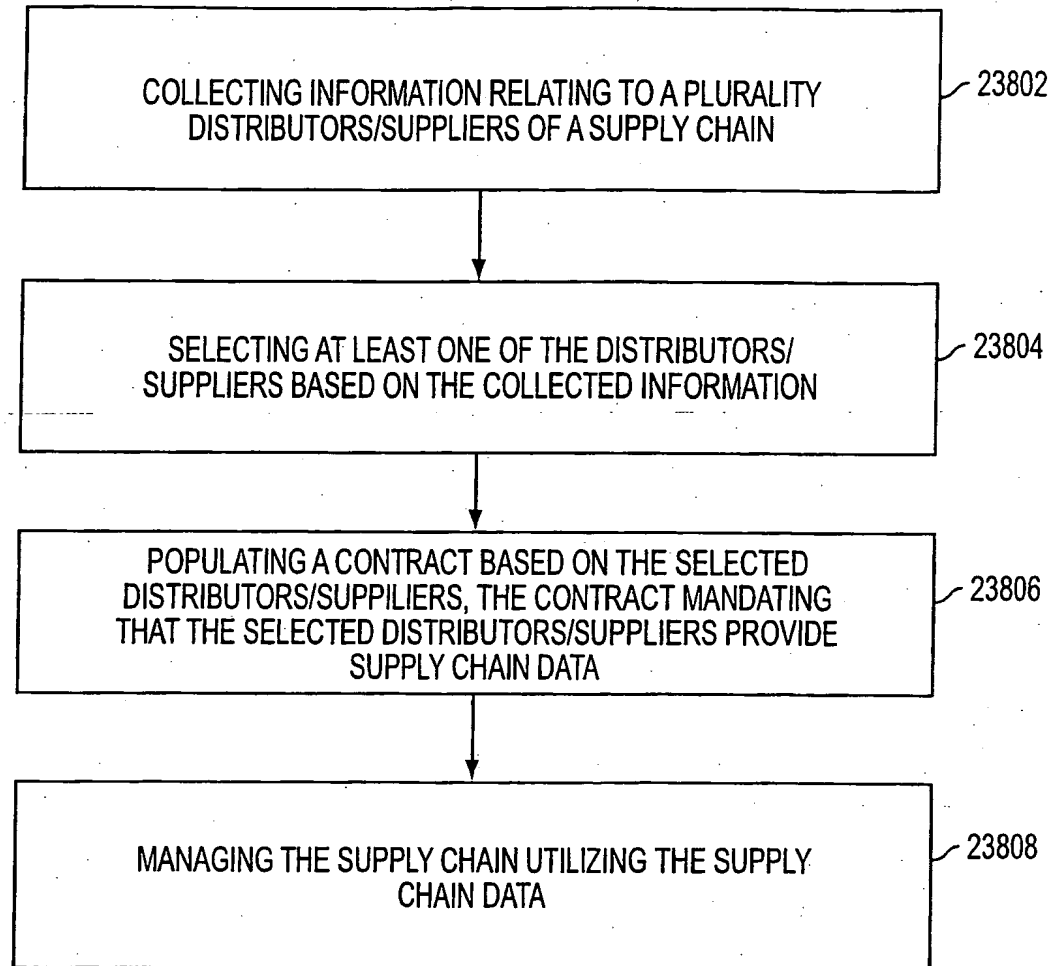 COLLECTING INFORMATION RELATING TO A PLURALITY
DISTRIBUTORS/SUPPLIERS OF A SUPPLY CHAIN
23802
SELECTING AT LEAST ONE OF THE DISTRIBUTORS/
SUPPLIERS BASED ON THE COLLECTED INFORMATION
23804
POPULATING A CONTRACT BASED ON THE SELECTED
DISTRIBUTORS/SUPPILIERS, THE CONTRACT MANDATING
THAT THE SELECTED DISTRIBUTORS/SUPPLIERS PROVIDE
SUPPLY CHAIN DATA
23806
MANAGING THE SUPPLY CHAIN UTILIZING THE SUPPLY
CHAIN DATA
23808